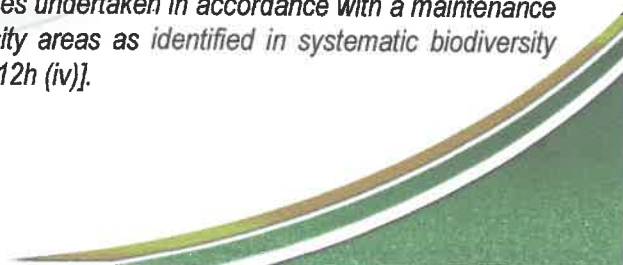 es undertaken in accordance with a maintenance
ity areas as identified in systematic biodiversity
12h (iv)].